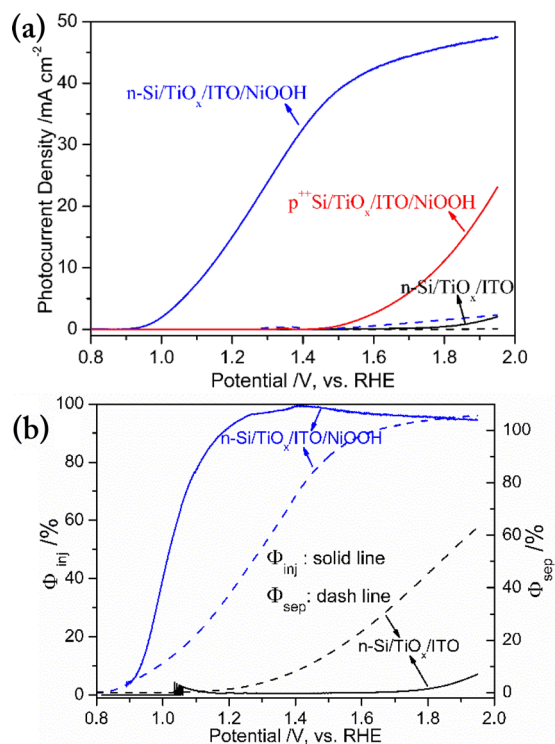 (a)
50
40
30
20
10
0
Photocurrent Density /mA cm⁻²
n-Si/TiOₓ/ITO/NiOOH
p⁺⁺Si/TiOₓ/ITO/NiOOH
n-Si/TiOₓ/ITO
0.8 1.0 1.2 1.4 1.6 1.8 2.0
Potential /V, vs. RHE
(b)
100
80
60
40
20
0
Φinj /%
n-Si/TiOₓ/ITO/NiOOH
Φinj : solid line
Φsep: dash line
n-Si/TiOₓ/ITO
100
80
60
40
20
0
Φsep /%
0.8 1.0 1.2 1.4 1.6 1.8 2.0
Potential /V, vs. RHE